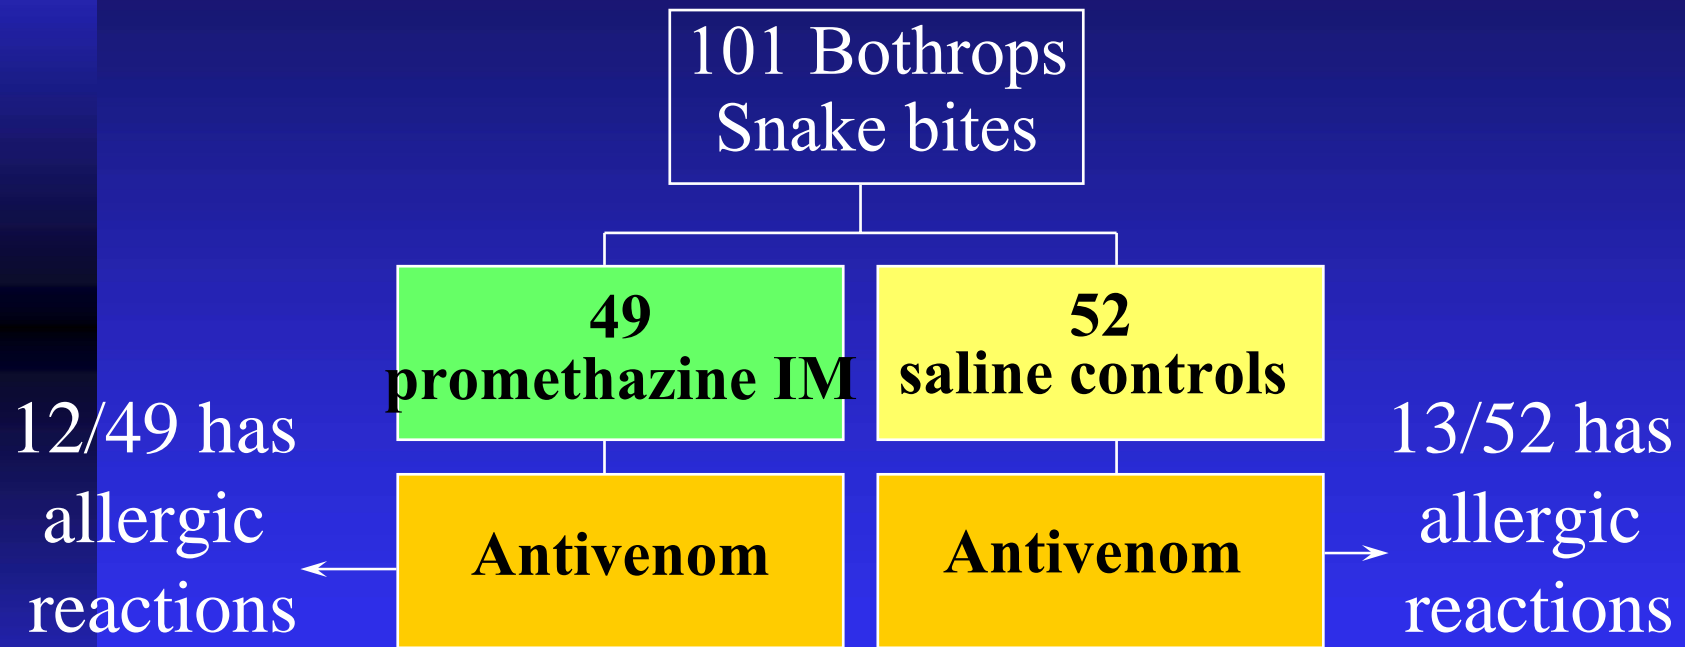 101 Bothrops
Snake bites
49
promethazine IM
52
saline controls
12/49 has
allergic
reactions
Antivenom
Antivenom
13/52 has
allergic
reactions